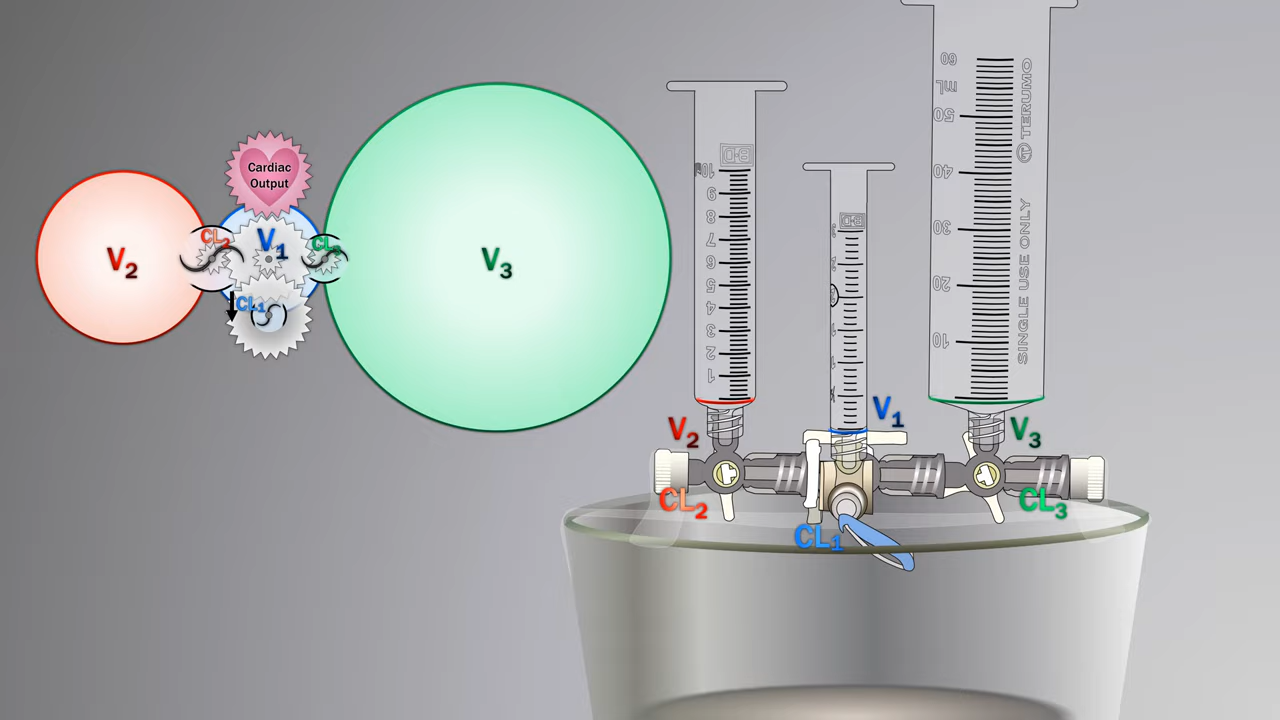 Cardiac
Output
V2
CL2
V1
CL3
CL1
V3
B-D
10
9
8
7
6
5
4
3
2
1
B-D
60
mL
50
40
30
20
10
TERUMO
SINGLE USE ONLY
V2
V1
V3
CL2
CL1
CL3